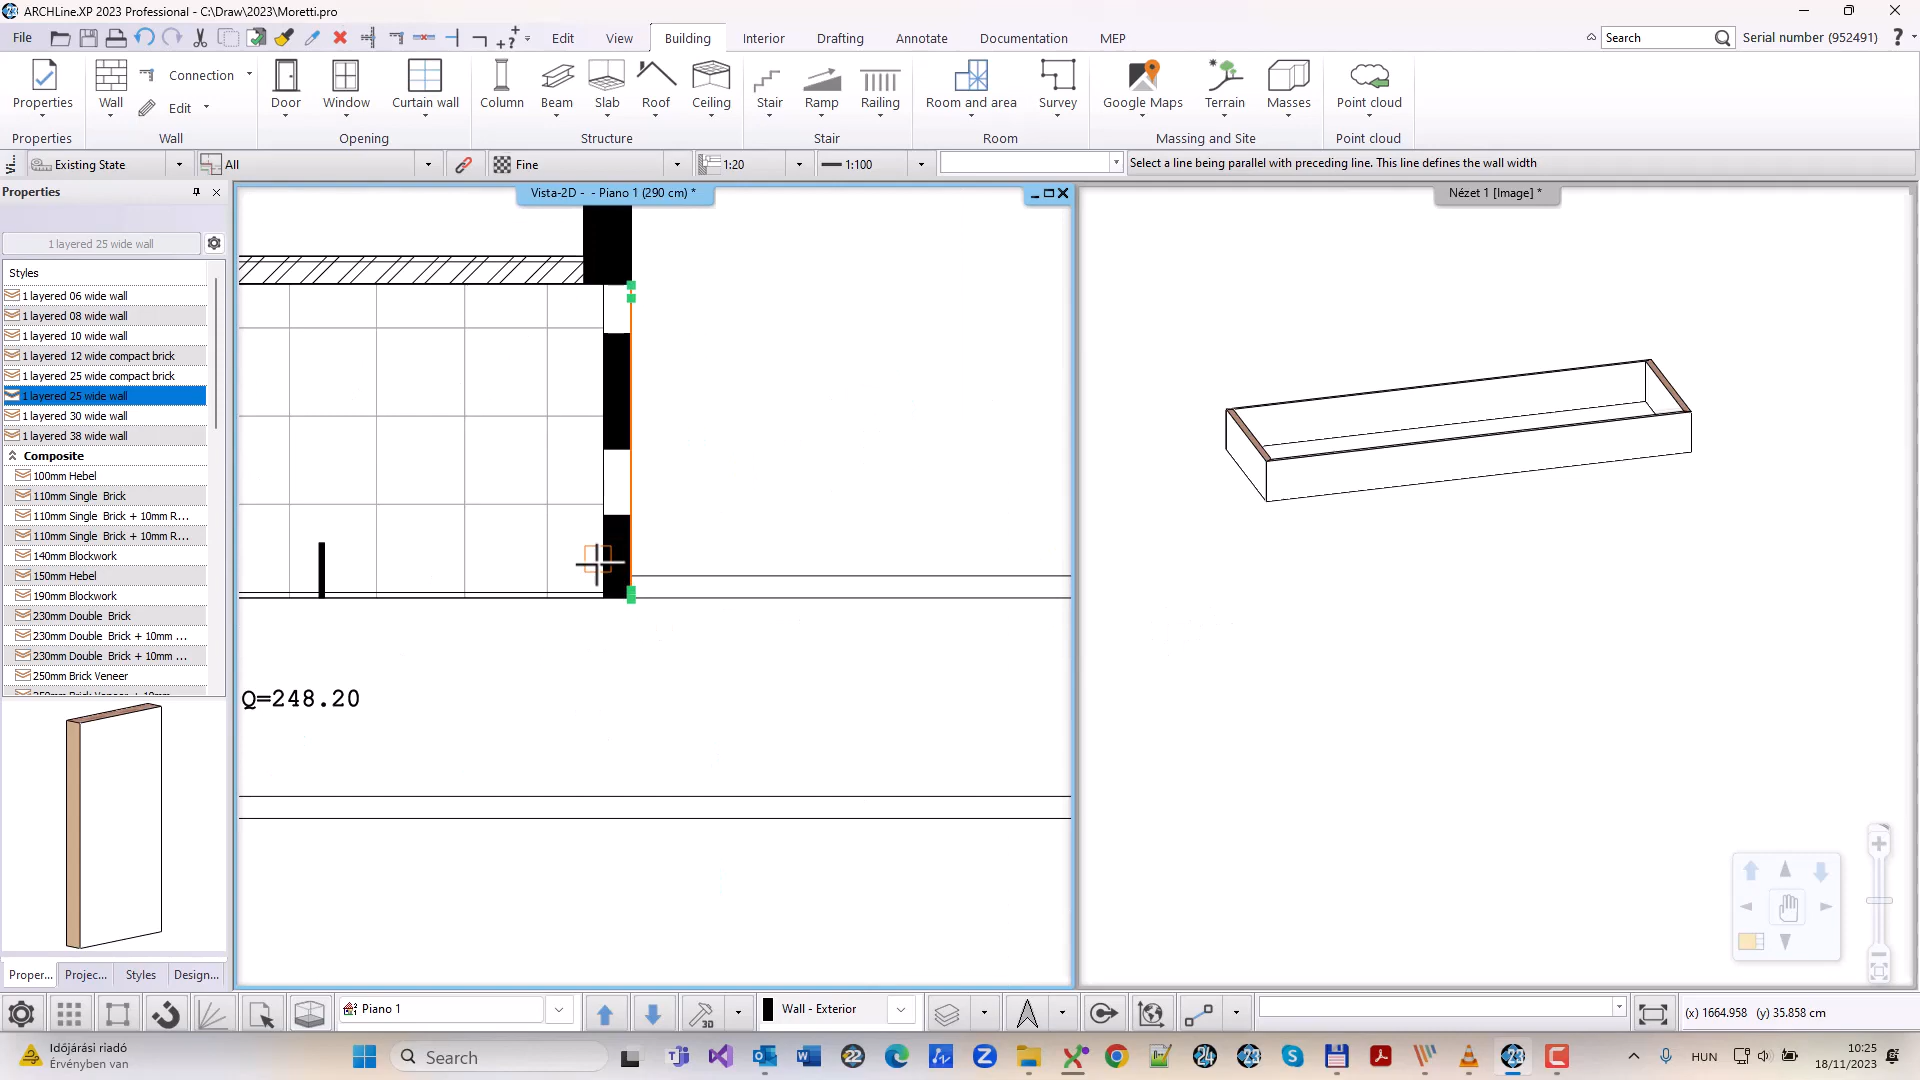 ARCHLine.XP 2023 Professional - C:\Draw\2023\Moretti.pro
File
Edit
View
Building
Interior
Drafting
Annotate
Documentation
MEP
Search
Serial number (952491)
?
Properties
Wall
Connection
Edit
Door
Window
Curtain wall
Column
Beam
Slab
Roof
Ceiling
Stair
Ramp
Railing
Room and area
Survey
Google Maps
Terrain
Masses
Point cloud
Properties
Wall
Opening
Structure
Stair
Room
Massing and Site
Point cloud
Existing State
All
Fine
1:20
1:100
Select a line being parallel with preceding line. This line defines the wall width
Properties
1 layered 25 wide wall
Styles
1 layered 06 wide wall
1 layered 08 wide wall
1 layered 10 wide wall
1 layered 12 wide compact brick
1 layered 25 wide compact brick
1 layered 25 wide wall
1 layered 30 wide wall
1 layered 38 wide wall
Composite
100mm Hebel
110mm Single Brick
110mm Single Brick + 10mm R...
110mm Single Brick + 10mm R...
140mm Blockwork
150mm Hebel
190mm Blockwork
230mm Double Brick
230mm Double Brick + 10mm ...
230mm Double Brick + 10mm ...
250mm Brick Veneer
Vista-2D - - Piano 1 (290 cm) *
Q=248.20
Nézet 1 [Image] *
Proper...
Projec...
Styles
Design...
Piano 1
3D
Wall - Exterior
(x) 1664.958 (y) 35.858 cm
Időjárási riadó
Érvényben van
Search
22
24
23
23
HUN
10:25
18/11/2023